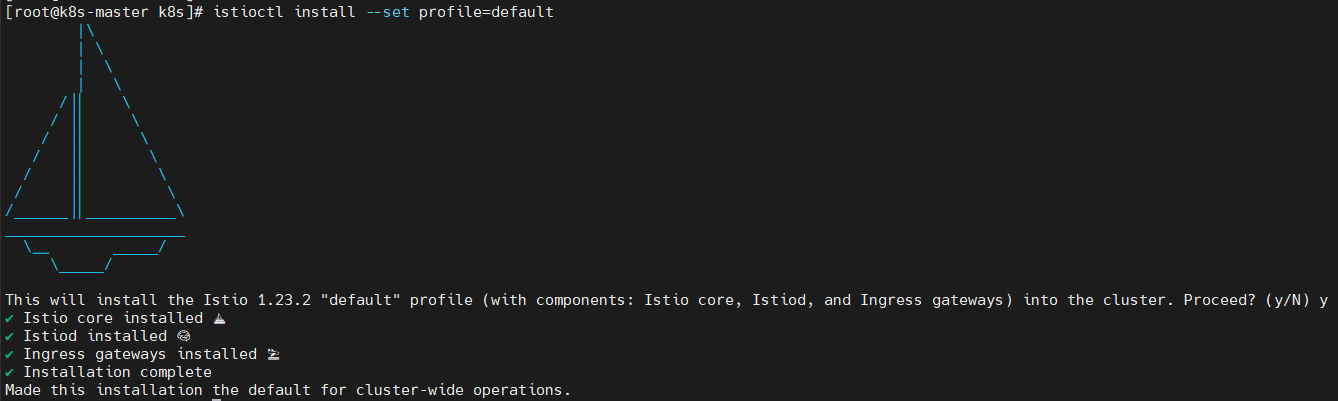 [root@k8s-master k8s]# istioctl install --set profile=default
This will install the Istio 1.23.2 "default" profile (with components: Istio core, Istiod, and Ingress gateways) into the cluster. Proceed? (y/N) y
✔ Istio core installed ⛵
✔ Istiod installed 🧠
✔ Ingress gateways installed 🛬
✔ Installation complete
Made this installation the default for cluster-wide operations.